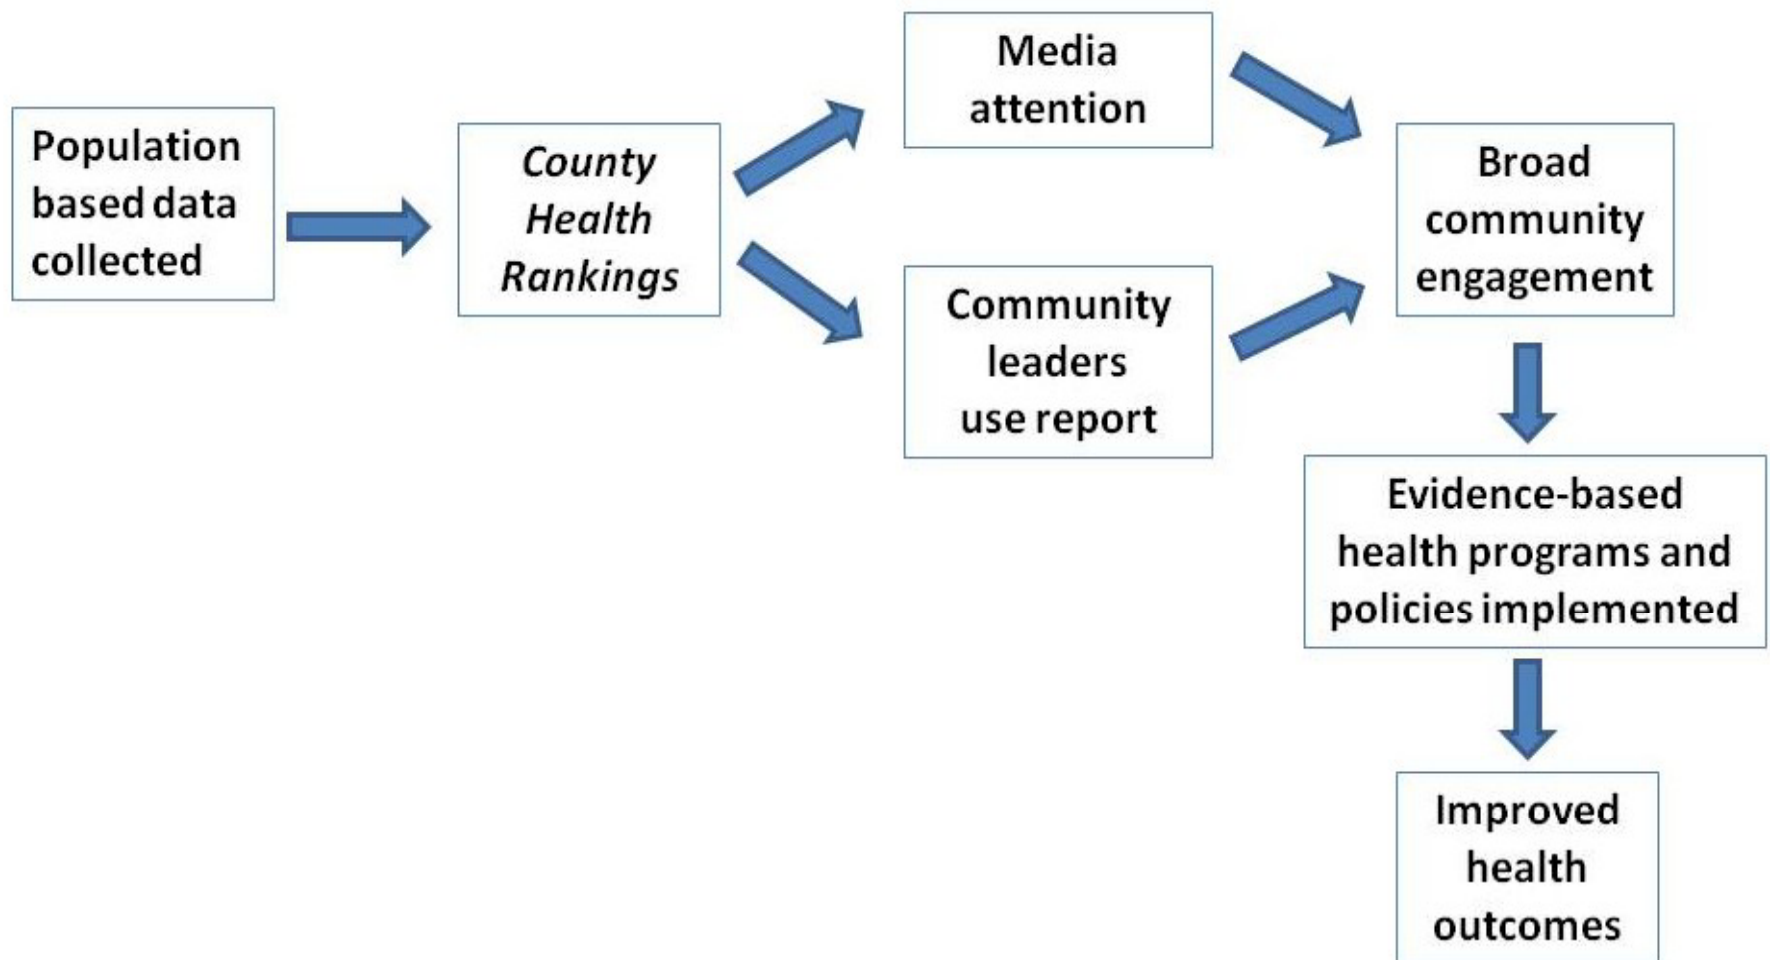 Population
based data
collected
County
Health
Rankings
Media
attention
Community
leaders
use report
Broad
community
engagement
Evidence-based
health programs and
policies implemented
Improved
health
outcomes